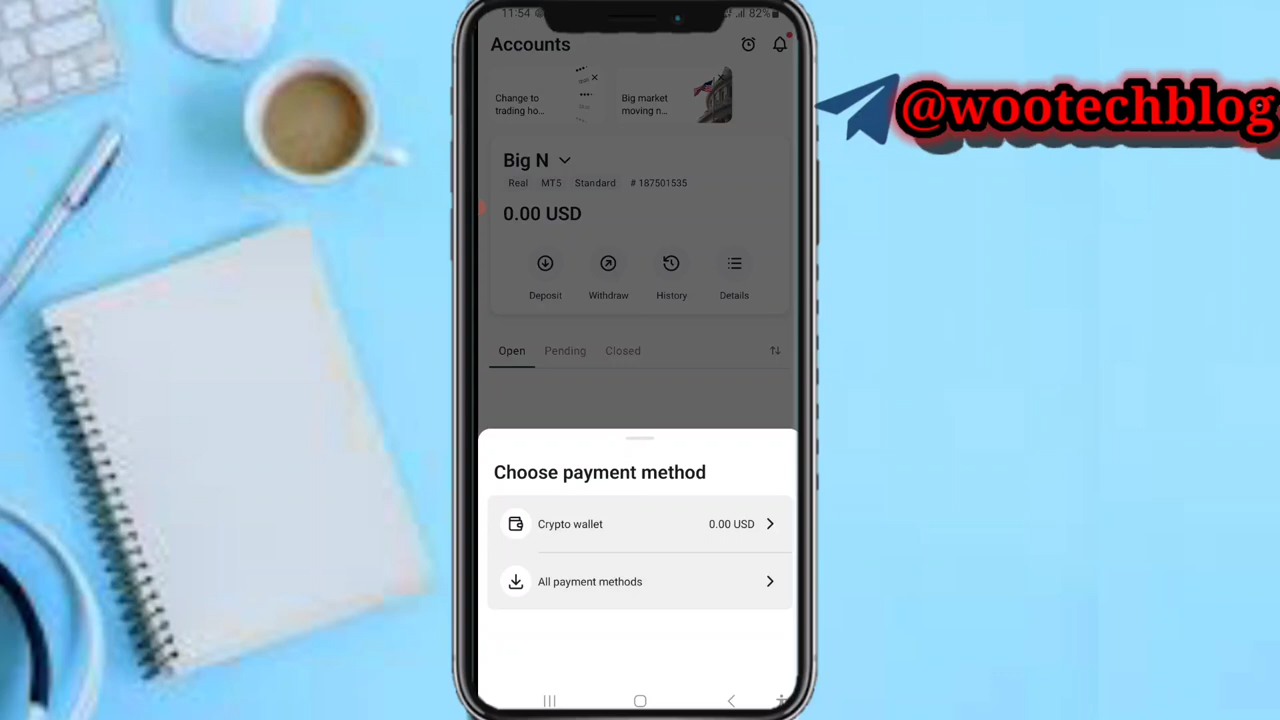 11:54
82%
@wootechblog
Accounts
Change to
trading ho...
Big market
moving n...
Big N
Real MT5 Standard # 187501535
0.00 USD
Deposit Withdraw History Details
Open Pending Closed
Choose payment method
Crypto wallet 0.00 USD
All payment methods